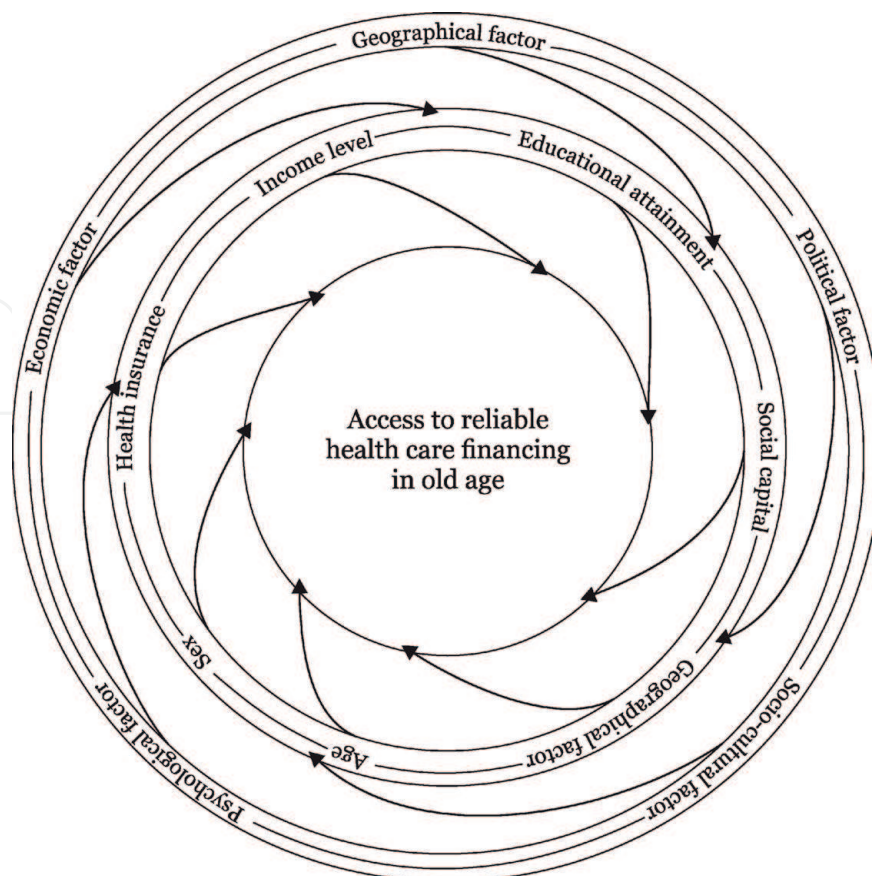 Geographical factor
Political factor
Socio-cultural factor
Psychological factor
Economic factor
Income level
Educational attainment
Social capital
Geographical factor
Age
Sex
Health insurance
Access to reliable
health care financing
in old age